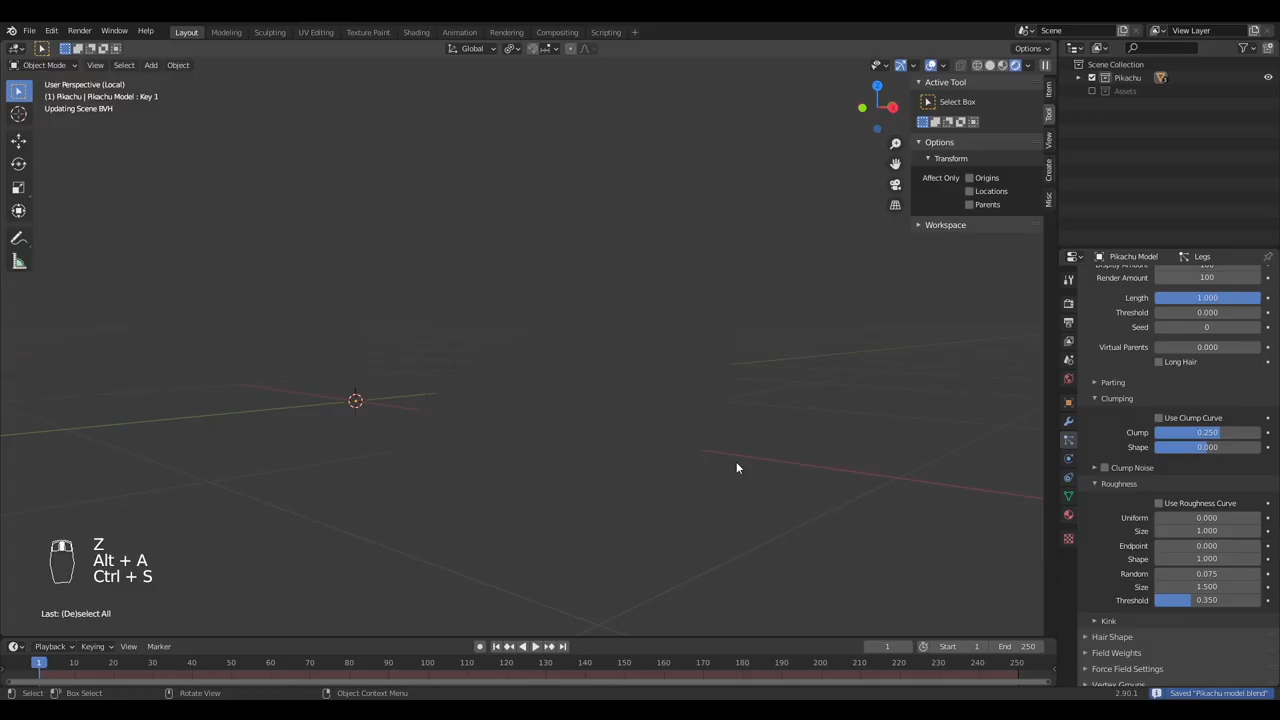 File Edit Render Window Help Layout Modeling Sculpting UV Editing Texture Paint Shading Animation Rendering Compositing Scripting + Scene View Layer
Global Options
Object Mode View Select Add Object
User Perspective (Local)
(1) Pikachu | Pikachu Model : Key 1
Updating Scene BVH
Z
X
Active Tool
Select Box
Options
Transform
Affect Only Origins
Locations
Parents
Workspace
Item
Tool
View
Create
Misc
Scene Collection
Pikachu
Assets
Pikachu Model Legs
Render Amount 100
Length 1.000
Threshold 0.000
Seed 0
Virtual Parents 0.000
Long Hair
Parting
Clumping
Use Clump Curve
Clump 0.250
Shape 0.000
Clump Noise
Roughness
Use Roughness Curve
Uniform 0.000
Size 1.000
Endpoint 0.000
Shape 1.000
Random 0.075
Size 1.500
Threshold 0.350
Kink
Hair Shape
Field Weights
Force Field Settings
Z
Alt + A
Ctrl + S
Last: (De)select All
Playback Keying View Marker 1 Start 1 End 250
1 10 20 30 40 50 60 70 80 90 100 110 120 130 140 150 160 170 180 190 200 210 220 230 240 250
Select Box Select Rotate View Object Context Menu 2.90.1 Saved "Pikachu model.blend"